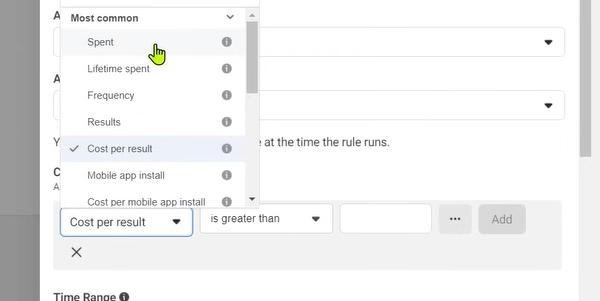 A
Most common
Spent
Lifetime spent
A
Frequency
Results
Y
e at the time the rule runs.
Cost per result
C
Mobile app install
A
Cost per mobile app install
Cost per result
is greater than
Add
Time Range